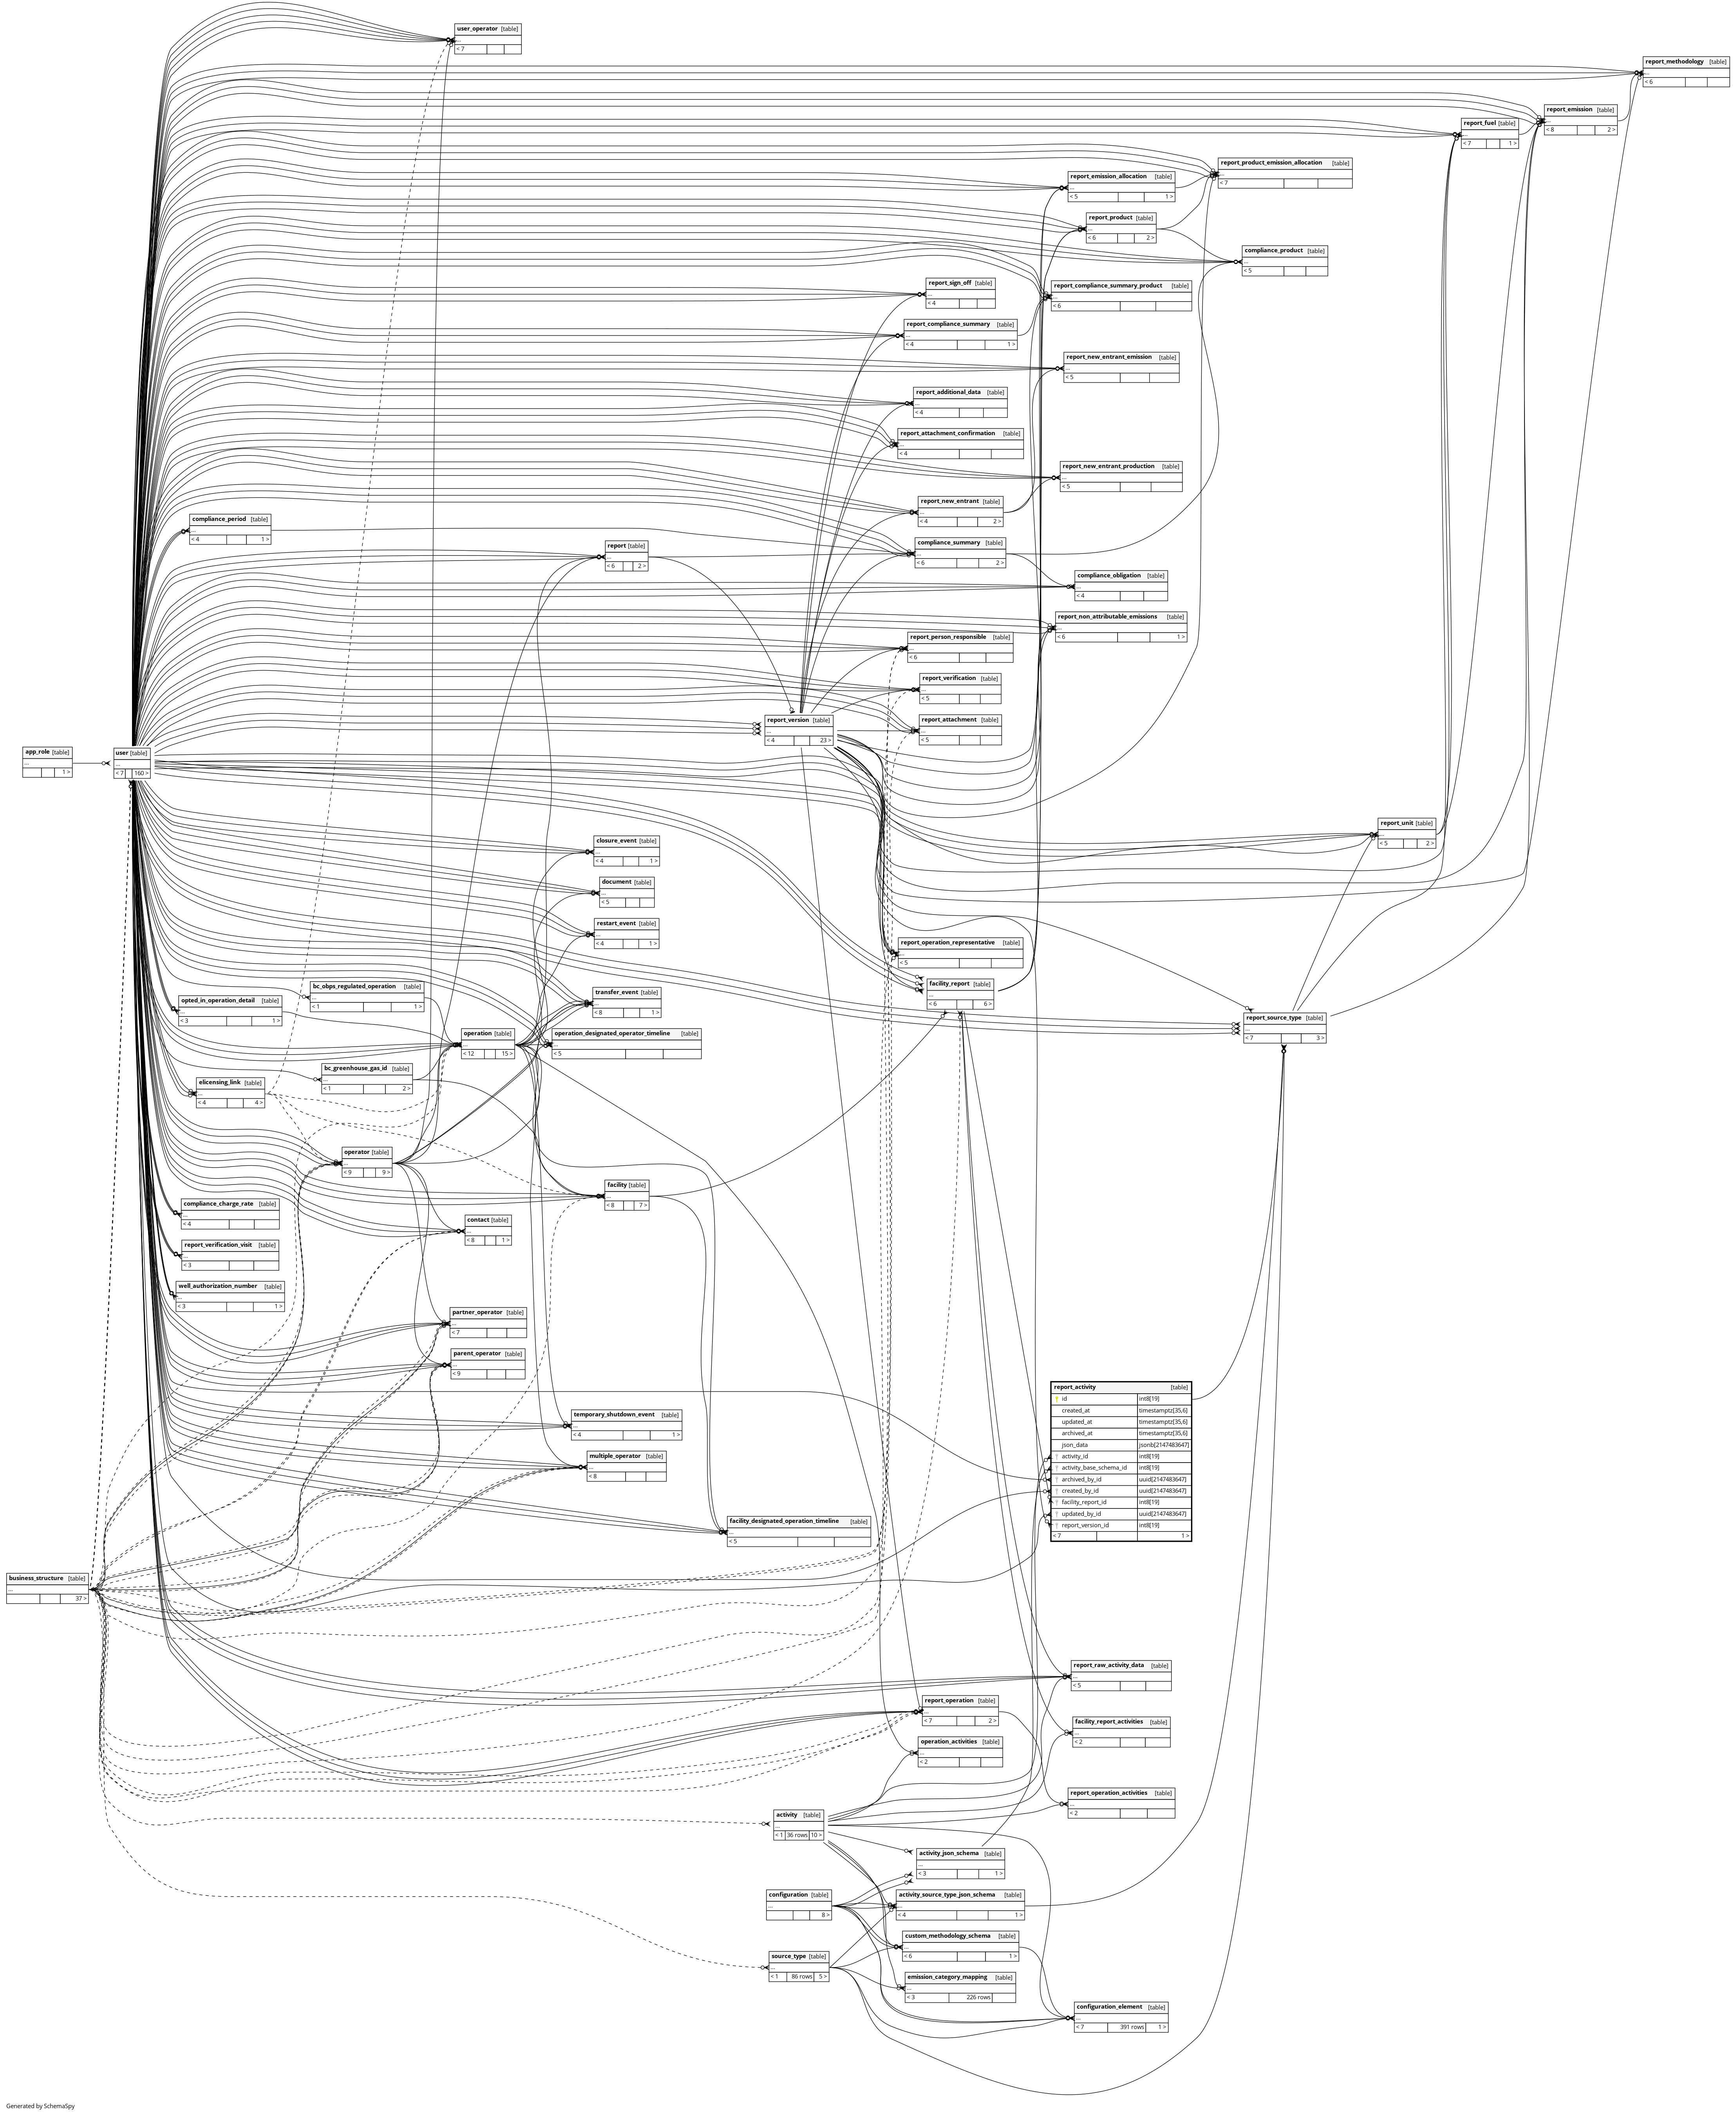 user_operator [table]
...
< 7
report_methodology [table]
...
< 6
report_emission [table]
...
< 8 2 >
report_fuel [table]
...
< 7 1 >
report_product_emission_allocation [table]
...
< 7
report_emission_allocation [table]
...
< 5 1 >
report_product [table]
...
< 6 2 >
compliance_product [table]
...
< 5
report_sign_off [table]
...
< 4
report_compliance_summary_product [table]
...
< 6
report_compliance_summary [table]
...
< 4 1 >
report_new_entrant_emission [table]
...
< 5
report_additional_data [table]
...
< 4
report_attachment_confirmation [table]
...
< 4
report_new_entrant_production [table]
...
< 5
report_new_entrant [table]
...
< 4 2 >
compliance_period [table]
...
< 4 1 >
report [table]
...
< 6 2 >
compliance_summary [table]
...
< 6 2 >
compliance_obligation [table]
...
< 4
report_non_attributable_emissions [table]
...
< 6 1 >
report_person_responsible [table]
...
< 6
report_verification [table]
...
< 5
report_version [table]
...
< 4 23 >
report_attachment [table]
...
< 5
app_role [table]
...
1 >
user [table]
...
< 7 160 >
report_unit [table]
...
< 5 2 >
closure_event [table]
...
< 4 1 >
document [table]
...
< 5
restart_event [table]
...
< 4 1 >
report_operation_representative [table]
...
< 5
bc_obps_regulated_operation [table]
...
< 1 1 >
facility_report [table]
...
< 6 6 >
opted_in_operation_detail [table]
...
< 3 1 >
transfer_event [table]
...
< 8 1 >
report_source_type [table]
...
< 7 3 >
operation [table]
...
< 12 15 >
operation_designated_operator_timeline [table]
...
< 5
bc_greenhouse_gas_id [table]
...
< 1 2 >
elicensing_link [table]
...
< 4 4 >
operator [table]
...
< 9 9 >
facility [table]
...
< 8 7 >
compliance_charge_rate [table]
...
< 4
contact [table]
...
< 8 1 >
report_verification_visit [table]
...
< 3
well_authorization_number [table]
...
< 3 1 >
partner_operator [table]
...
< 7
parent_operator [table]
...
< 9
report_activity [table]
id int8[19]
created_at timestamptz[35,6]
updated_at timestamptz[35,6]
archived_at timestamptz[35,6]
json_data jsonb[2147483647]
activity_id int8[19]
activity_base_schema_id int8[19]
archived_by_id uuid[2147483647]
created_by_id uuid[2147483647]
facility_report_id int8[19]
updated_by_id uuid[2147483647]
report_version_id int8[19]
< 7 1 >
temporary_shutdown_event [table]
...
< 4 1 >
multiple_operator [table]
...
< 8
facility_designated_operation_timeline [table]
...
< 5
business_structure [table]
...
37 >
report_raw_activity_data [table]
...
< 5
report_operation [table]
...
< 7 2 >
facility_report_activities [table]
...
< 2
operation_activities [table]
...
< 2
report_operation_activities [table]
...
< 2
activity [table]
...
< 1 36 rows 10 >
activity_json_schema [table]
...
< 3 1 >
configuration [table]
...
8 >
activity_source_type_json_schema [table]
...
< 4 1 >
custom_methodology_schema [table]
...
< 6 1 >
source_type [table]
...
< 1 86 rows 5 >
emission_category_mapping [table]
...
< 3 226 rows
configuration_element [table]
...
< 7 391 rows 1 >
Generated by SchemaSpy